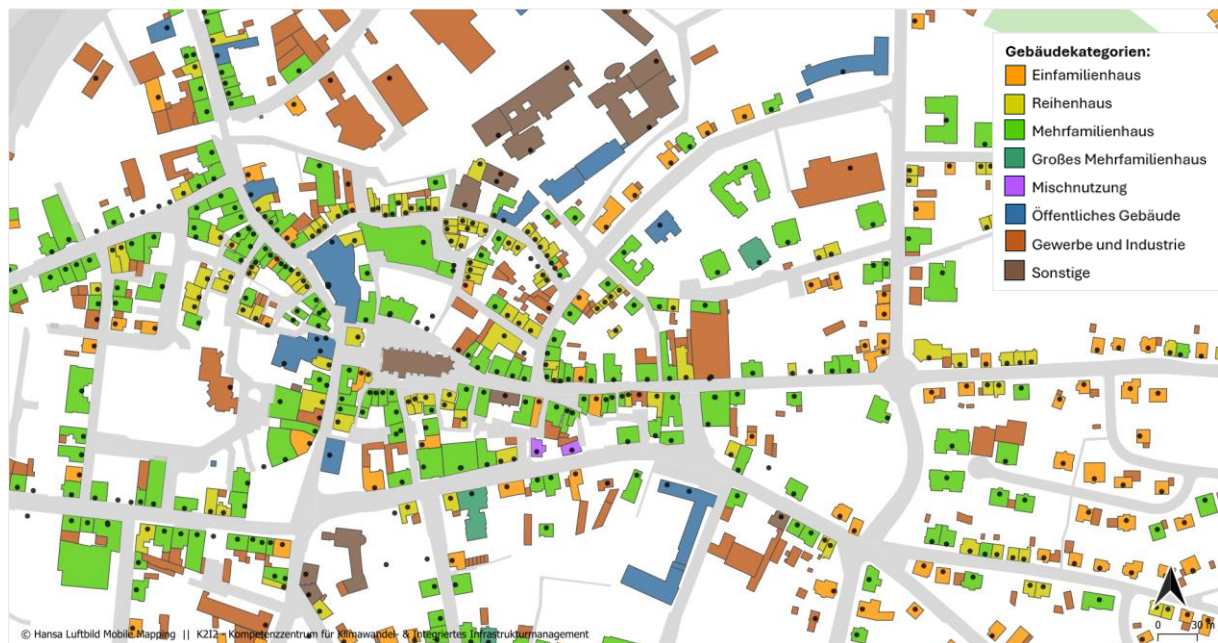 Gebäudekategorien:
Einfamilienhaus
Reihenhaus
Mehrfamilienhaus
Großes Mehrfamilienhaus
Mischnutzung
Öffentliches Gebäude
Gewerbe und Industrie
Sonstige
0 30 m
© Hansa Luftbild Mobile Mapping || K2I2 - Kompetenzzentrum für Klimawandel- & Integriertes Infrastrukturmanagement